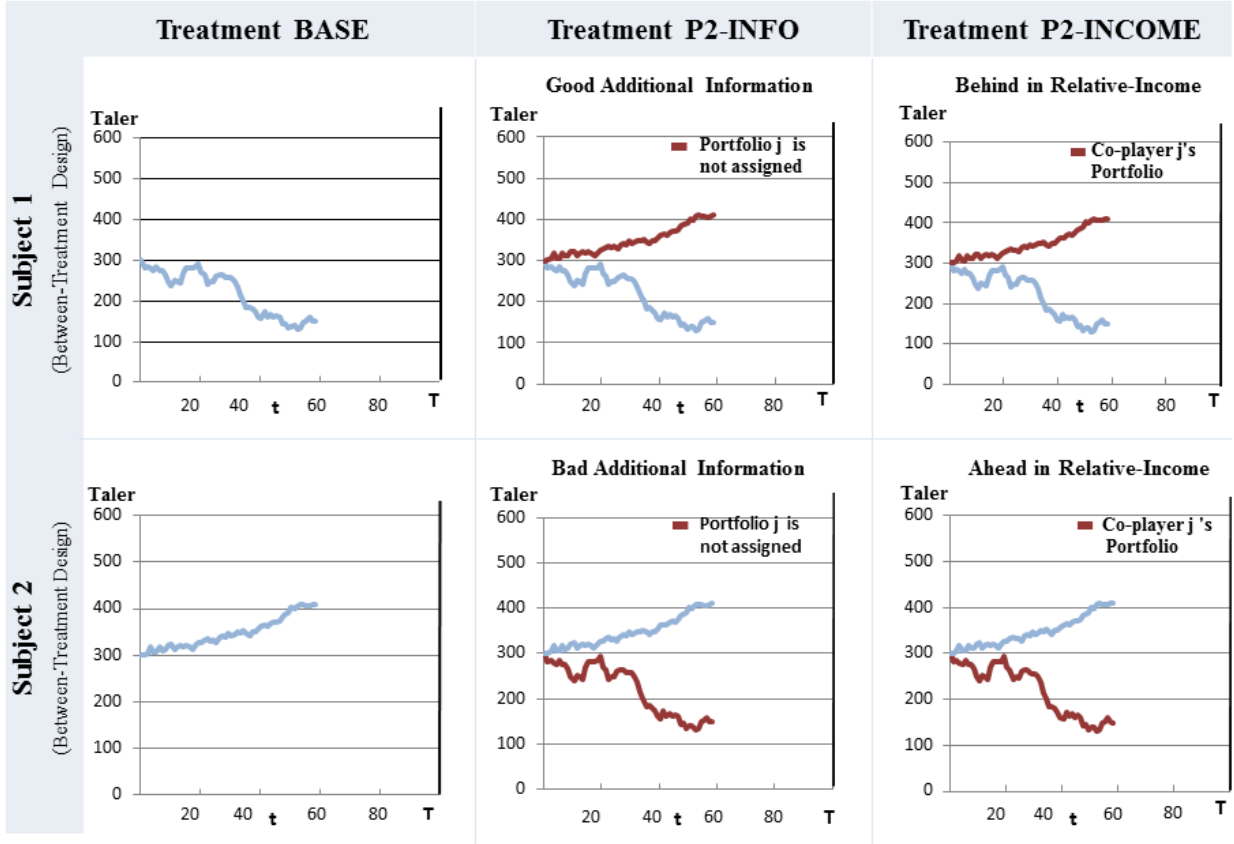 Treatment BASE
Treatment P2-INFO
Treatment P2-INCOME
Subject 1
(Between-Treatment Design)
Taler
600
500
400
300
200
100
0
20
40
t
60
80
T
Good Additional Information
Taler
600
500
400
300
200
100
0
Portfolio j is
not assigned
20
40
t
60
80
T
Behind in Relative-Income
Taler
600
500
400
300
200
100
0
Co-player j's
Portfolio
20
40
t
60
80
T
Subject 2
(Between-Treatment Design)
Taler
600
500
400
300
200
100
0
20
40
t
60
80
T
Bad Additional Information
Taler
600
500
400
300
200
100
0
Portfolio j is
not assigned
20
40
t
60
80
T
Ahead in Relative-Income
Taler
600
500
400
300
200
100
0
Co-player j 's
Portfolio
20
40
t
60
80
T